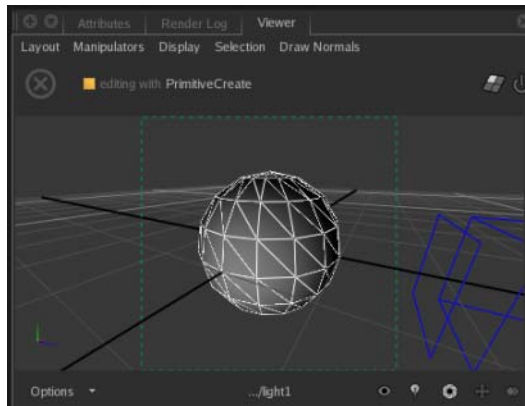 Attributes Render Log Viewer
Layout Manipulators Display Selection Draw Normals
editing with PrimitiveCreate
Options .../light1